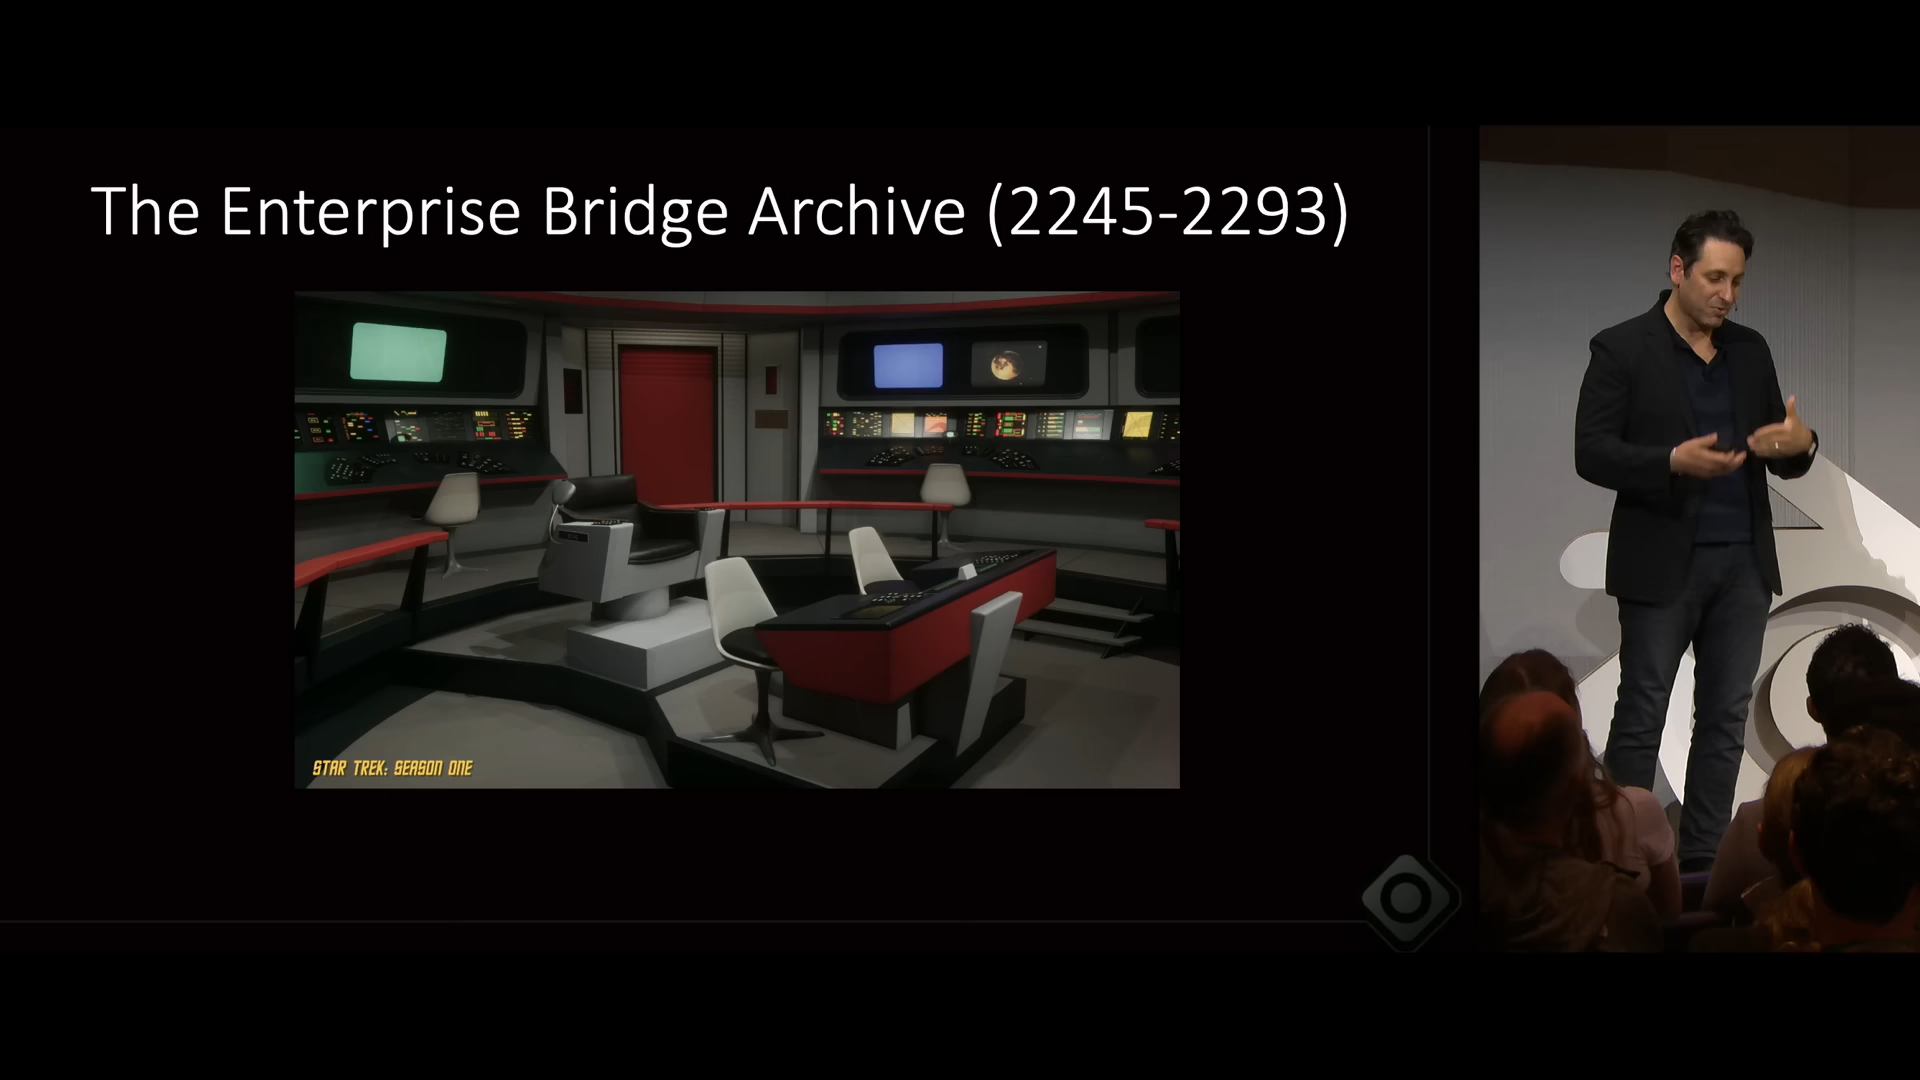 The Enterprise Bridge Archive (2245-2293)
STAR TREK: SEASON ONE